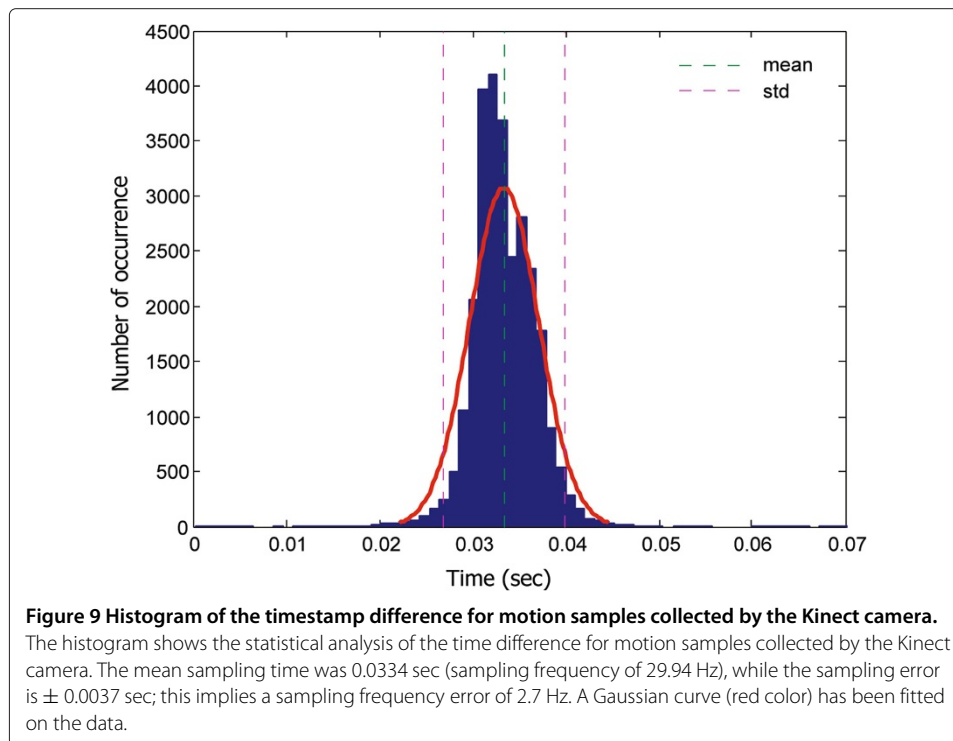 4500
4000
3500
3000
2500
2000
1500
1000
500
0
Number of occurrence
mean
std
0 0.01 0.02 0.03 0.04 0.05 0.06 0.07
Time (sec)
Figure 9 Histogram of the timestamp difference for motion samples collected by the Kinect camera.
The histogram shows the statistical analysis of the time difference for motion samples collected by the Kinect
camera. The mean sampling time was 0.0334 sec (sampling frequency of 29.94 Hz), while the sampling error
is ± 0.0037 sec; this implies a sampling frequency error of 2.7 Hz. A Gaussian curve (red color) has been fitted
on the data.